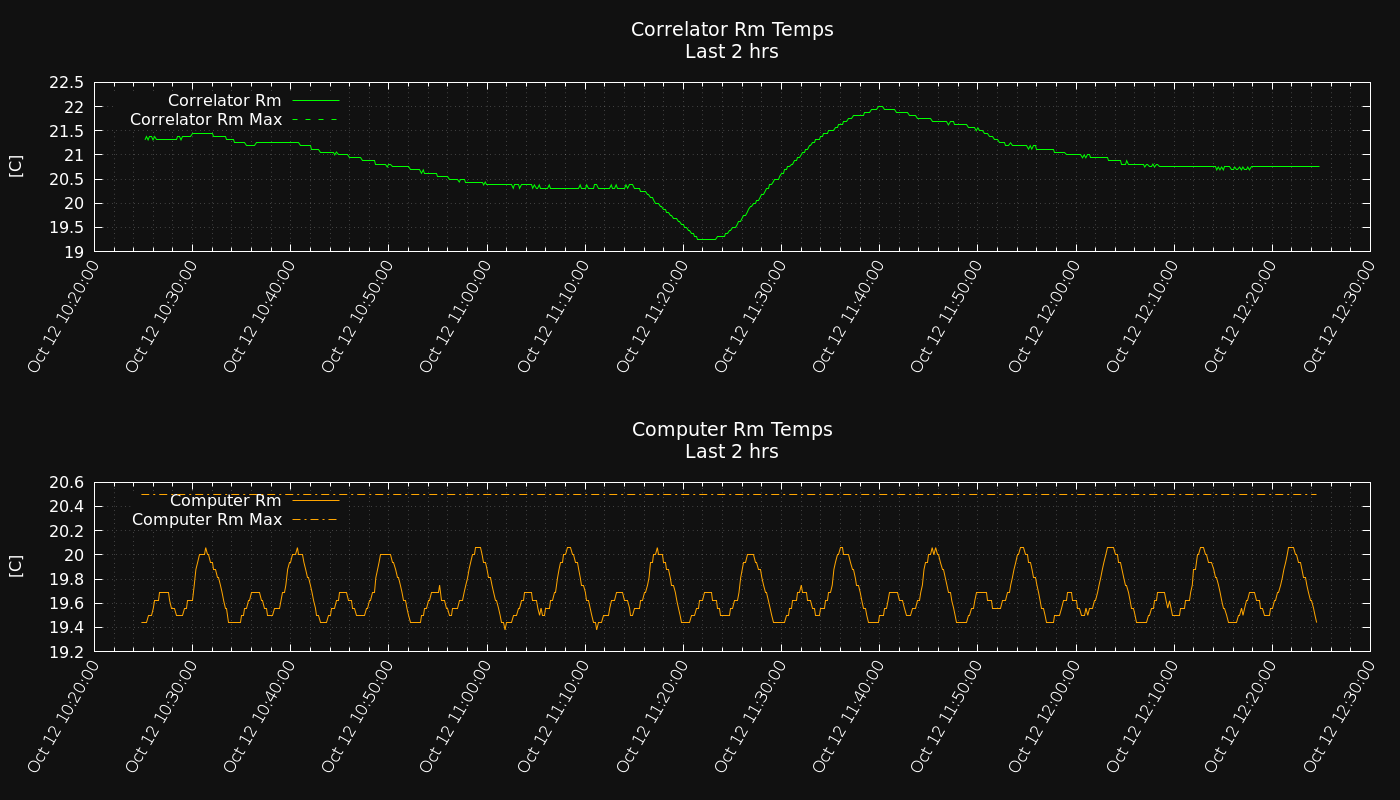 Correlator Rm Temps
Last 2 hrs
22.5
22
21.5
21
20.5
20
19.5
19
[C]
Correlator Rm
Correlator Rm Max
Oct 12 10:20:00
Oct 12 10:30:00
Oct 12 10:40:00
Oct 12 10:50:00
Oct 12 11:00:00
Oct 12 11:10:00
Oct 12 11:20:00
Oct 12 11:30:00
Oct 12 11:40:00
Oct 12 11:50:00
Oct 12 12:00:00
Oct 12 12:10:00
Oct 12 12:20:00
Oct 12 12:30:00
Computer Rm Temps
Last 2 hrs
20.6
20.4
20.2
20
19.8
19.6
19.4
19.2
[C]
Computer Rm
Computer Rm Max
Oct 12 10:20:00
Oct 12 10:30:00
Oct 12 10:40:00
Oct 12 10:50:00
Oct 12 11:00:00
Oct 12 11:10:00
Oct 12 11:20:00
Oct 12 11:30:00
Oct 12 11:40:00
Oct 12 11:50:00
Oct 12 12:00:00
Oct 12 12:10:00
Oct 12 12:20:00
Oct 12 12:30:00